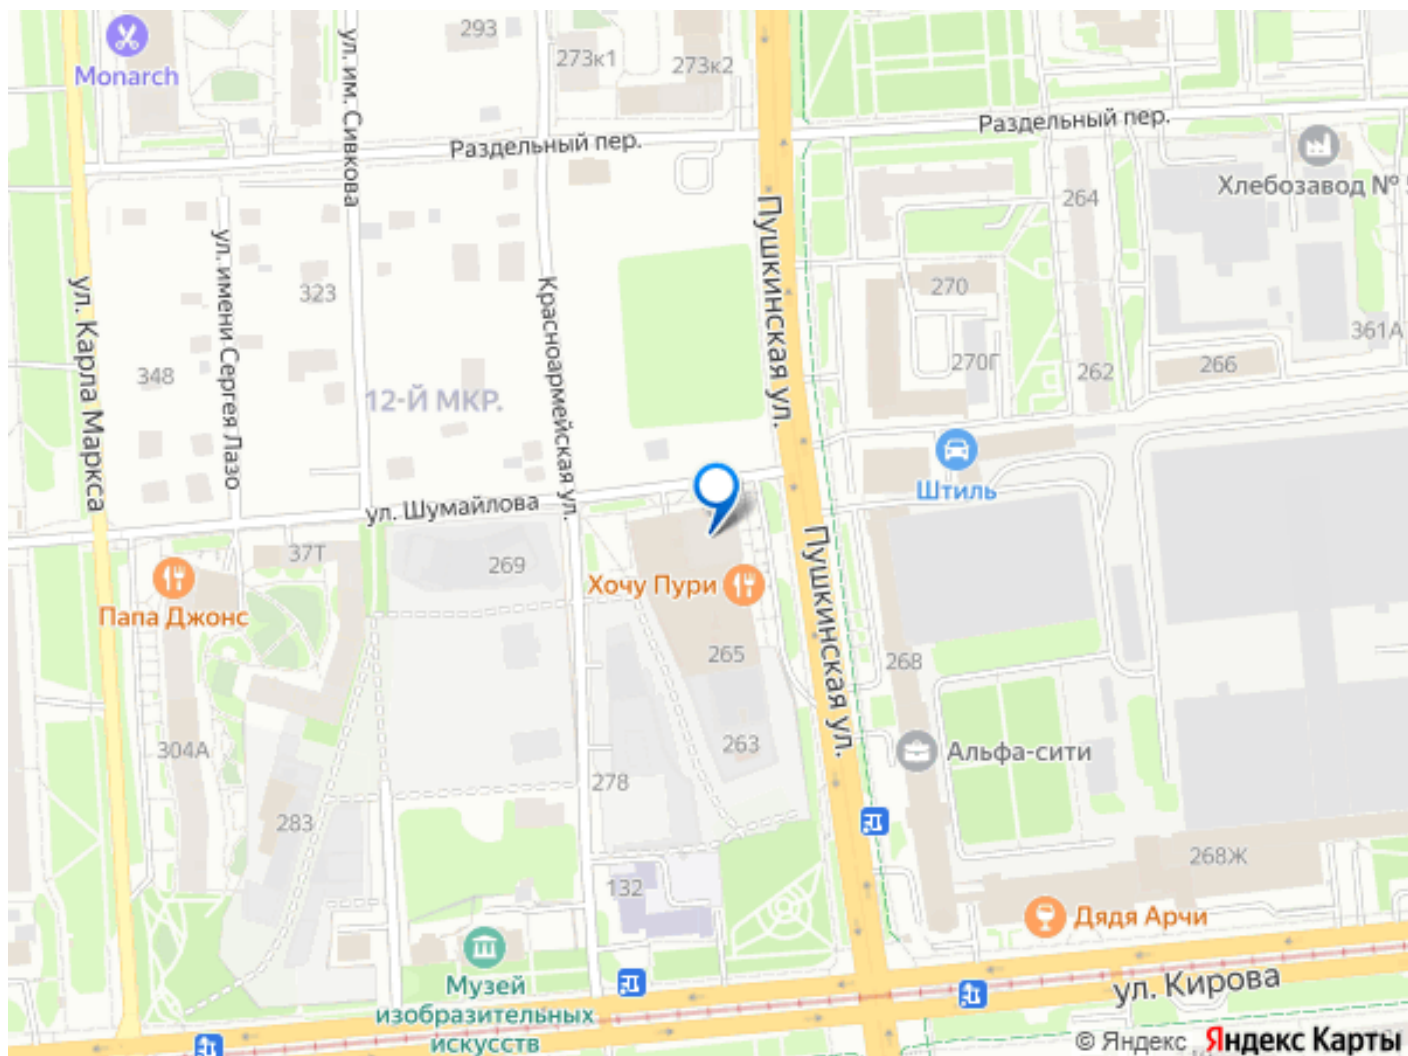 Monarch
293
273к1
273к2
ул. им. Сивкова
Раздельный пер.
Раздельный пер.
264
Хлебозавод №
Пушкинская ул.
ул. имени Сергея Лазо
323
Красноармейская ул.
270
270Г
361А
ул. Карла Маркса
348
12-Й МКР.
262
266
Штиль
ул. Шумайлова
37Т
269
Хочу Пури
Папа Джонс
Пушкинская ул.
265
268
304А
263
Альфа-сити
278
283
268Ж
132
Дядя Арчи
Музей
изобразительных
искусств
ул. Кирова
© Яндекс Яндекс Карты